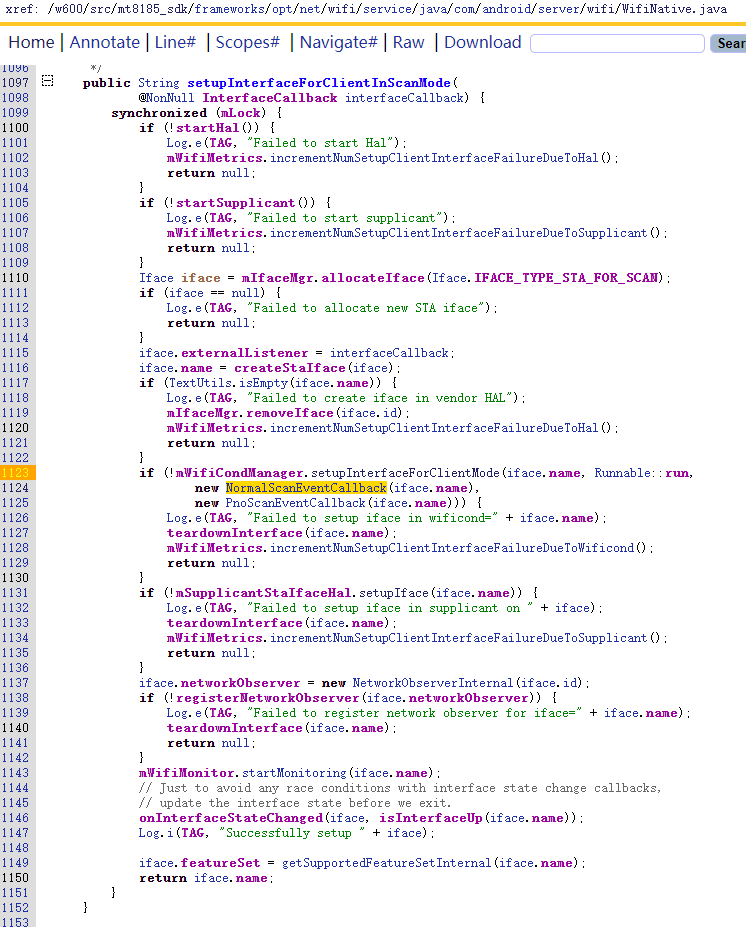 xref: /w600/src/mt8185_sdk/frameworks/opt/net/wifi/service/java/com/android/server/wifi/WifiNative.java
Home | Annotate | Line# | Scopes# | Navigate# | Raw | Download Sear
1096 */
1097 public String setupInterfaceForClientInScanMode(
1098 @NonNull InterfaceCallback interfaceCallback) {
1099 synchronized (mLock) {
1100 if (!startHal()) {
1101 Log.e(TAG, "Failed to start Hal");
1102 mWifiMetrics.incrementNumSetupClientInterfaceFailureDueToHal();
1103 return null;
1104 }
1105 if (!startSupplicant()) {
1106 Log.e(TAG, "Failed to start supplicant");
1107 mWifiMetrics.incrementNumSetupClientInterfaceFailureDueToSupplicant();
1108 return null;
1109 }
1110 Iface iface = mIfaceMgr.allocateIface(Iface.IFACE_TYPE_STA_FOR_SCAN);
1111 if (iface == null) {
1112 Log.e(TAG, "Failed to allocate new STA iface");
1113 return null;
1114 }
1115 iface.externalListener = interfaceCallback;
1116 iface.name = createStaIface(iface);
1117 if (TextUtils.isEmpty(iface.name)) {
1118 Log.e(TAG, "Failed to create iface in vendor HAL");
1119 mIfaceMgr.removeIface(iface.id);
1120 mWifiMetrics.incrementNumSetupClientInterfaceFailureDueToHal();
1121 return null;
1122 }
1123 if (!mWifiCondManager.setupInterfaceForClientMode(iface.name, Runnable::run,
1124 new NormalScanEventCallback(iface.name),
1125 new PnoScanEventCallback(iface.name))) {
1126 Log.e(TAG, "Failed to setup iface in wificond=" + iface.name);
1127 teardownInterface(iface.name);
1128 mWifiMetrics.incrementNumSetupClientInterfaceFailureDueToWificond();
1129 return null;
1130 }
1131 if (!mSupplicantStaIfaceHal.setupIface(iface.name)) {
1132 Log.e(TAG, "Failed to setup iface in supplicant on " + iface);
1133 teardownInterface(iface.name);
1134 mWifiMetrics.incrementNumSetupClientInterfaceFailureDueToSupplicant();
1135 return null;
1136 }
1137 iface.networkObserver = new NetworkObserverInternal(iface.id);
1138 if (!registerNetworkObserver(iface.networkObserver)) {
1139 Log.e(TAG, "Failed to register network observer for iface=" + iface.name);
1140 teardownInterface(iface.name);
1141 return null;
1142 }
1143 mWifiMonitor.startMonitoring(iface.name);
1144 // Just to avoid any race conditions with interface state change callbacks,
1145 // update the interface state before we exit.
1146 onInterfaceStateChanged(iface, isInterfaceUp(iface.name));
1147 Log.i(TAG, "Successfully setup " + iface);
1148
1149 iface.featureSet = getSupportedFeatureSetInternal(iface.name);
1150 return iface.name;
1151 }
1152 }
1153